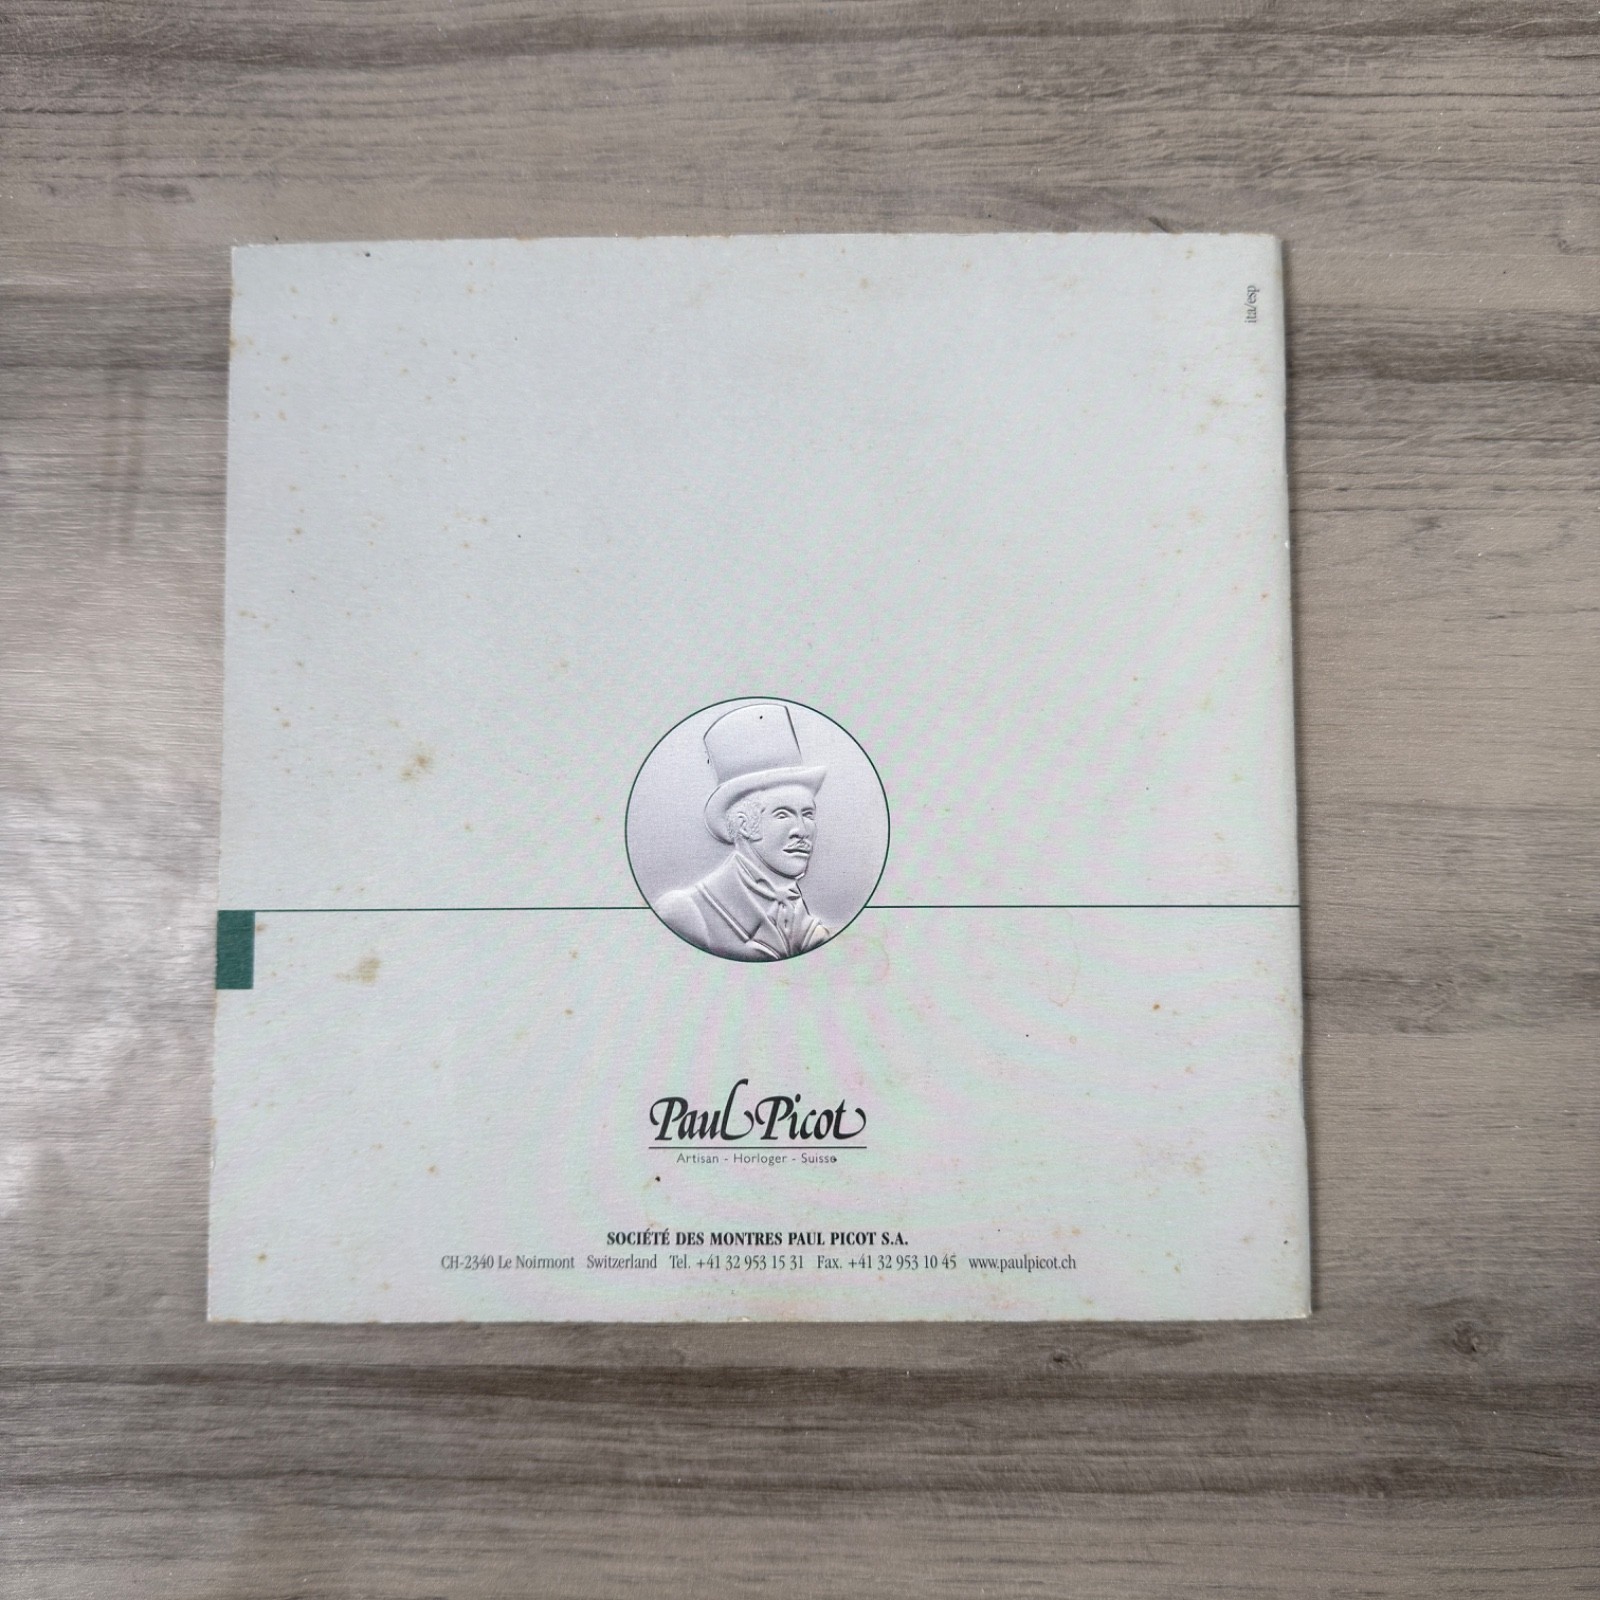 ita/esp
Paul Picot
Artisan - Horloger - Suisse
SOCIÉTÉ DES MONTRES PAUL PICOT S.A.
CH-2340 Le Noirmont Switzerland Tel. +41 32 953 15 31 Fax. +41 32 953 10 45 www.paulpicot.ch